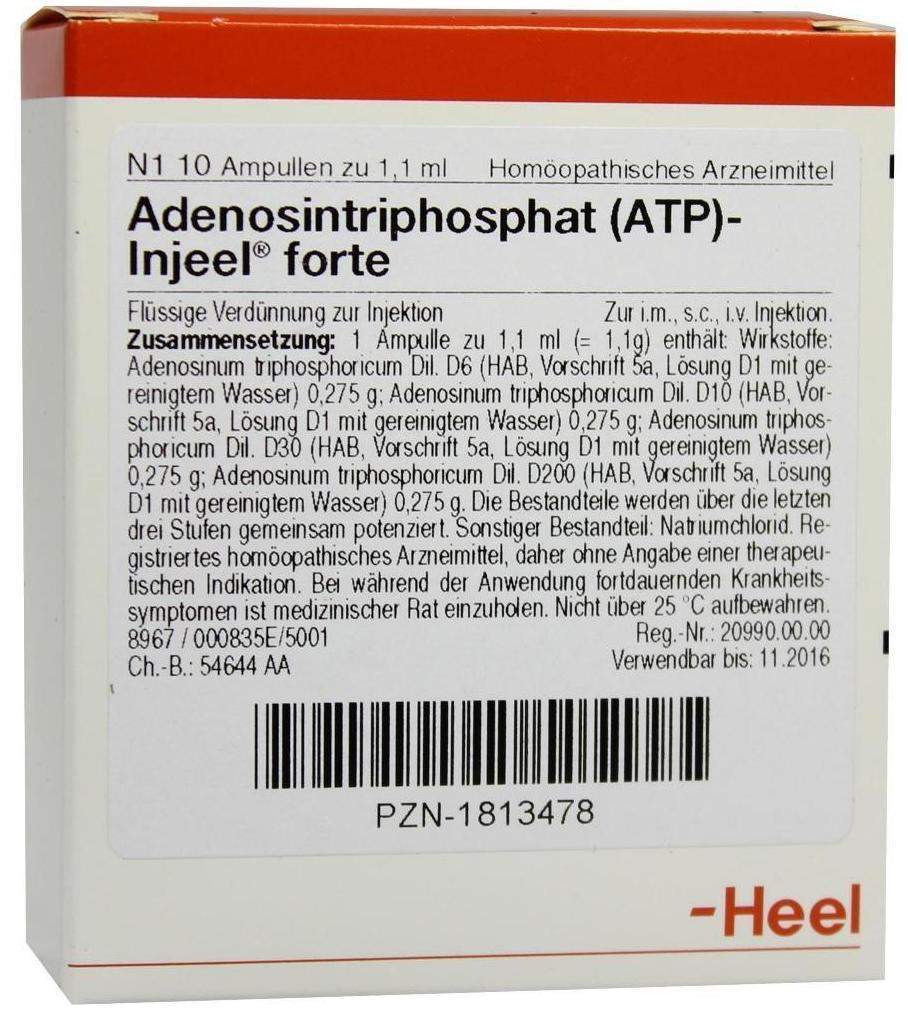 N1 10 Ampullen zu 1,1 ml Homöopathisches Arzneimittel
Adenosintriphosphat (ATP)-
Injeel® forte
Flüssige Verdünnung zur Injektion Zur i.m., s.c., i.v. Injektion.
Zusammensetzung: 1 Ampulle zu 1,1 ml (= 1,1g) enthält: Wirkstoffe:
Adenosinum triphosphoricum Dil. D6 (HAB, Vorschrift 5a, Lösung D1 mit ge-
reinigtem Wasser) 0,275 g; Adenosinum triphosphoricum Dil. D10 (HAB, Vor-
schrift 5a, Lösung D1 mit gereinigtem Wasser) 0,275 g; Adenosinum triphos-
phoricum Dil. D30 (HAB, Vorschrift 5a, Lösung D1 mit gereinigtem Wasser)
0,275 g; Adenosinum triphosphoricum Dil. D200 (HAB, Vorschrift 5a, Lösung
D1 mit gereinigtem Wasser) 0,275 g. Die Bestandteile werden über die letzten
drei Stufen gemeinsam potenziert. Sonstiger Bestandteil: Natriumchlorid. Re-
gistriertes homöopathisches Arzneimittel, daher ohne Angabe einer therapeu-
tischen Indikation. Bei während der Anwendung fortdauernden Krankheits-
symptomen ist medizinischer Rat einzuholen. Nicht über 25 °C aufbewahren.
8967 / 000835E/5001 Reg.-Nr.: 20990.00.00
Ch.-B.: 54644 AA Verwendbar bis: 11.2016
PZN-1813478
-Heel